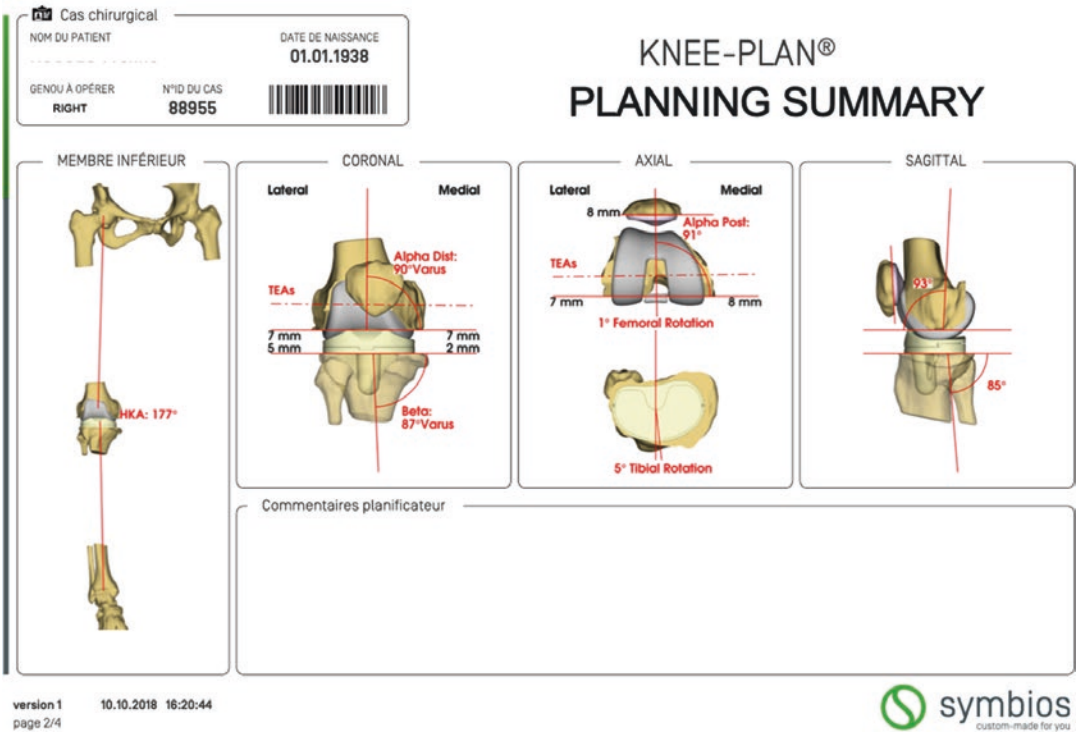 Cas chirurgical
NOM DU PATIENT
DATE DE NAISSANCE
01.01.1938
GENOU À OPÉRER
RIGHT
N°ID DU CAS
88955
KNEE-PLAN®
PLANNING SUMMARY
MEMBRE INFÉRIEUR
HKA: 177°
CORONAL
Lateral
Medial
Alpha Dist:
90°Varus
TEAs
7 mm
7 mm
5 mm
2 mm
Beta:
87°Varus
AXIAL
Lateral
Medial
8 mm
Alpha Post:
91°
TEAs
7 mm
8 mm
1° Femoral Rotation
5° Tibial Rotation
SAGITTAL
93°
85°
Commentaires planificateur
version 1
10.10.2018 16:20:44
page 2/4
symbios
custom-made for you